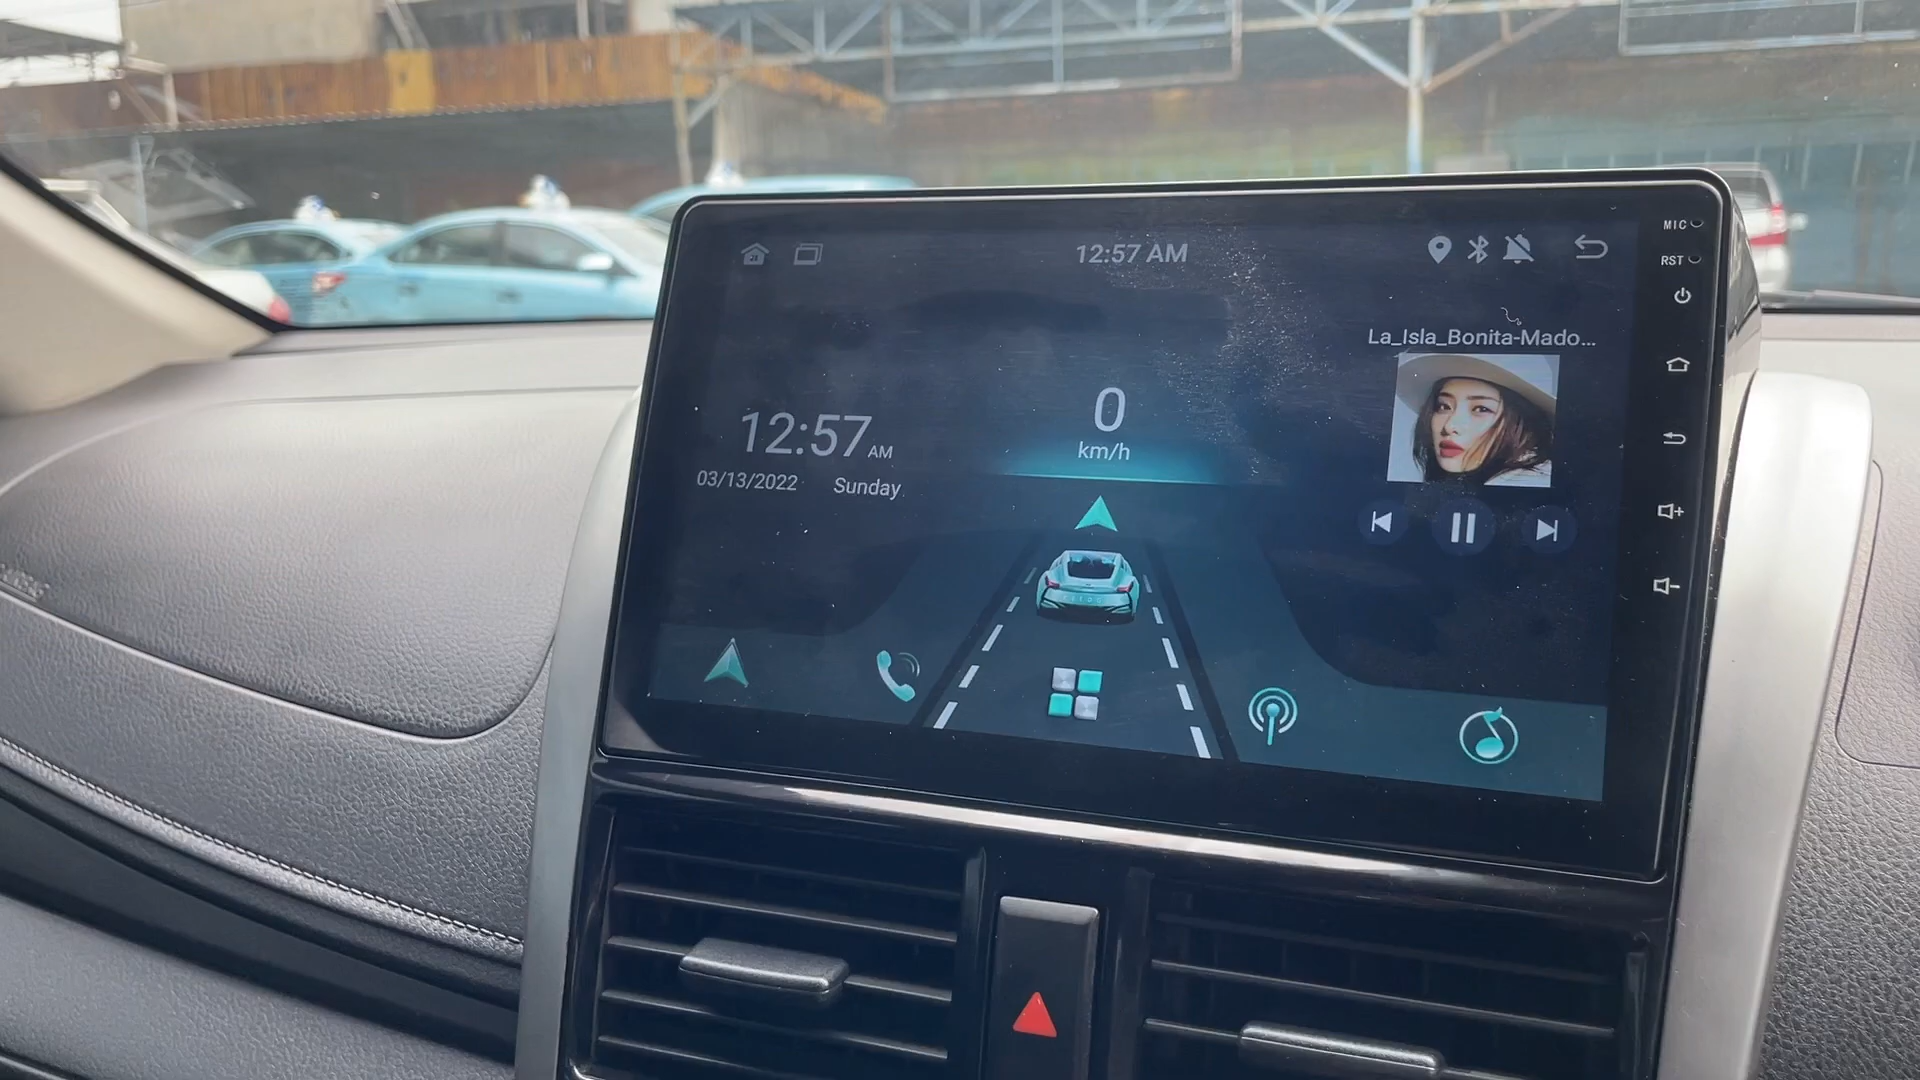 12:57 AM
MIC
RST
La_Isla_Bonita-Mado...
12:57 AM
03/13/2022 Sunday
0
km/h